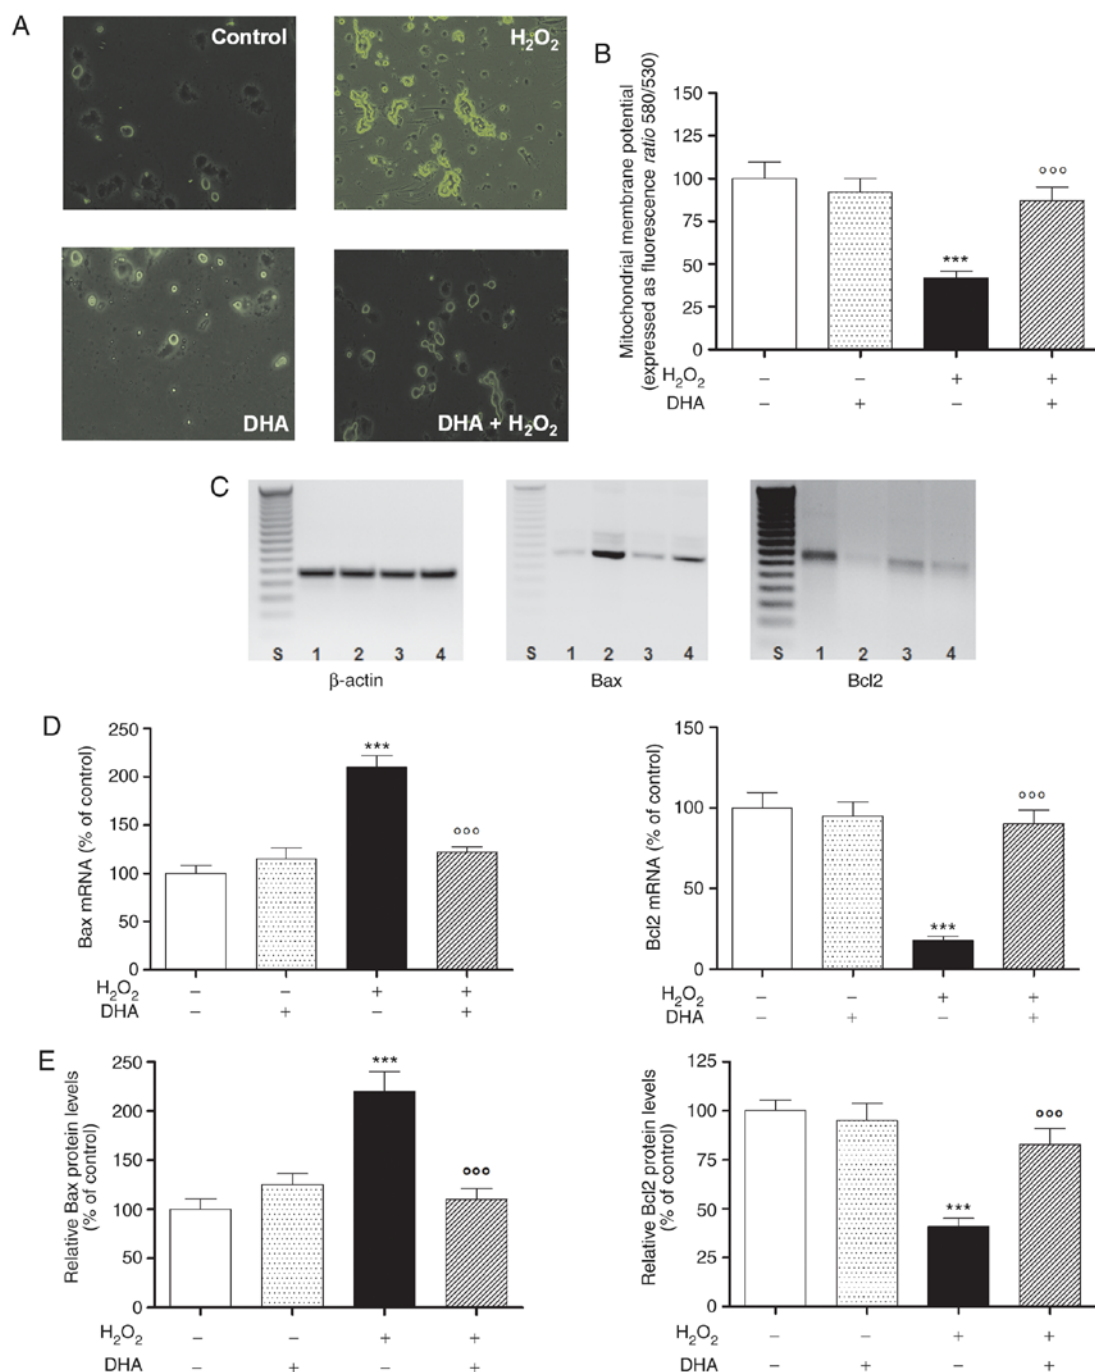 A
Control
H₂O₂
DHA
DHA + H₂O₂
B
Mitochondrial membrane potential
(expressed as fluorescence ratio 580/530)
150
125
100
75
50
25
0
***
°°°
H₂O₂ – – + +
DHA – + – +
C
S 1 2 3 4
β-actin
S 1 2 3 4
Bax
S 1 2 3 4
Bcl2
D
Bax mRNA (% of control)
250
200
150
100
50
0
***
°°°
H₂O₂ – – + +
DHA – + – +
Bcl2 mRNA (% of control)
150
100
50
0
***
°°°
H₂O₂ – – + +
DHA – + – +
E
Relative Bax protein levels
(% of control)
250
200
150
100
50
0
***
°°°
H₂O₂ – – + +
DHA – + – +
Relative Bcl2 protein levels
(% of control)
125
100
75
50
25
0
***
°°°
H₂O₂ – – + +
DHA – + – +